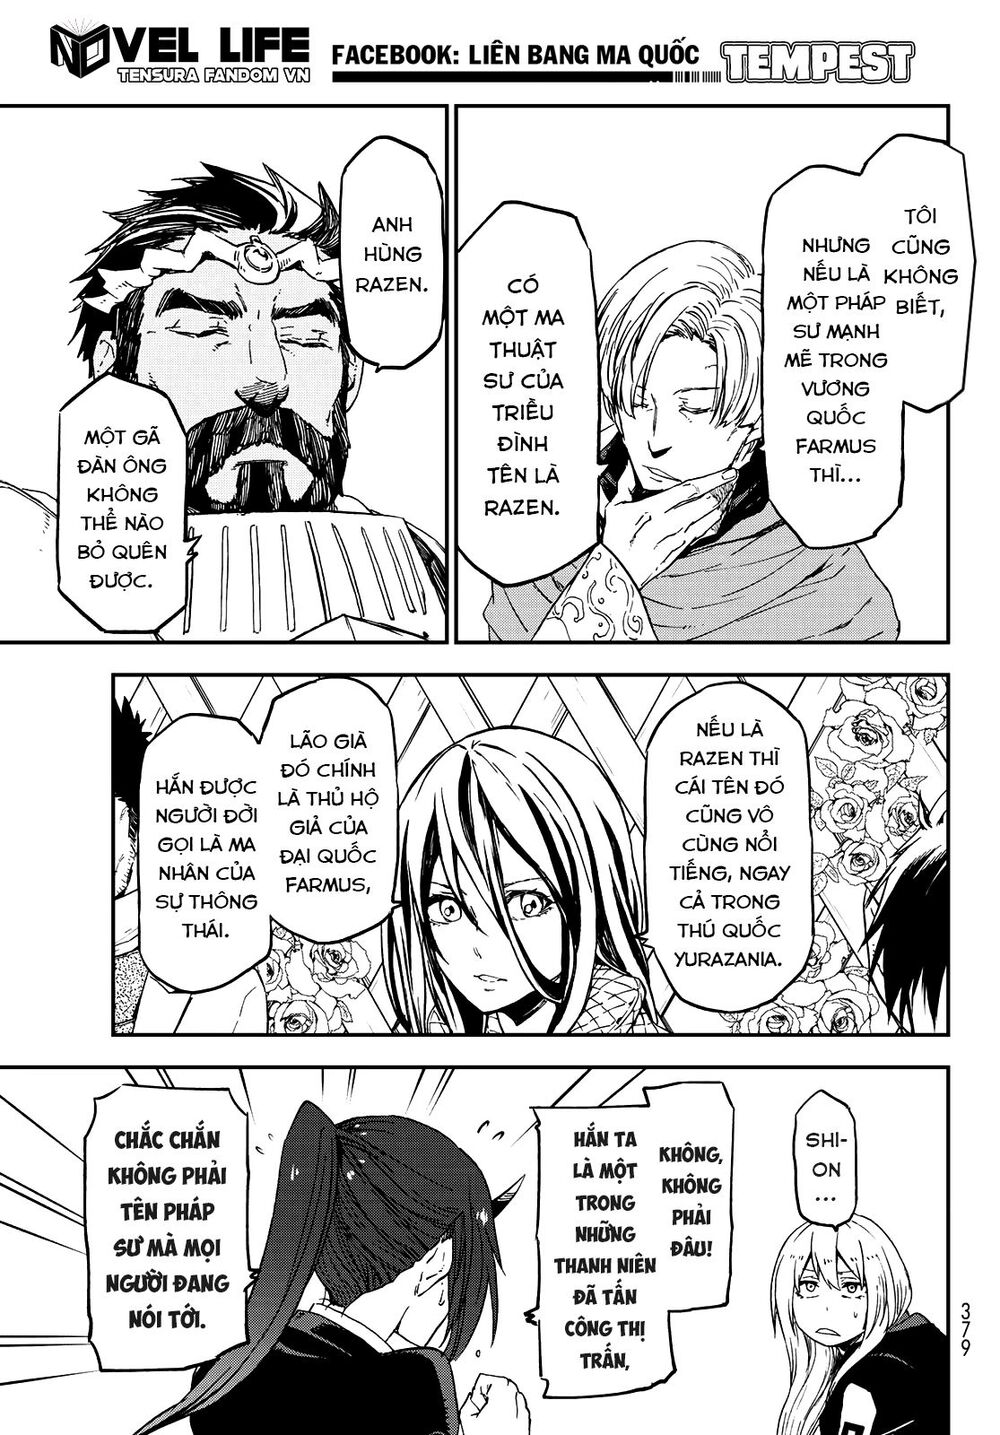 NOVEL LIFE
TENSURA FANDOM VN
FACEBOOK: LIÊN BANG MA QUỐC
TEMPEST
TÔI
CŨNG
KHÔNG
BIẾT,
NHƯNG
NẾU LÀ
MỘT PHÁP
SƯ MẠNH
MẼ TRONG
VƯƠNG
QUỐC
FARMUS
THÌ...
CÓ
MỘT MA
THUẬT
SƯ CỦA
TRIỀU
ĐÌNH
TÊN LÀ
RAZEN.
ANH
HÙNG
RAZEN.
MỘT GÃ
ĐÀN ÔNG
KHÔNG
THỂ NÀO
BỎ QUÊN
ĐƯỢC.
NẾU LÀ
RAZEN THÌ
CÁI TÊN ĐÓ
CŨNG VÔ
CÙNG NỔI
TIẾNG, NGAY
CẢ TRONG
THÚ QUỐC
YURAZANIA.
LÃO GIÀ
ĐÓ CHÍNH
LÀ THỦ HỘ
GIẢ CỦA
ĐẠI QUỐC
FARMUS,
HẮN ĐƯỢC
NGƯỜI ĐỜI
GỌI LÀ MA
NHÂN CỦA
SỰ THÔNG
THÁI.
SHI-
ON
...
KHÔNG,
KHÔNG
PHẢI
ĐÂU!
HẮN TA
LÀ MỘT
TRONG
NHỮNG
THANH NIÊN
ĐÃ TẤN
CÔNG THỊ
TRẤN,
CHẮC CHẮN
KHÔNG PHẢI
TÊN PHÁP
SƯ MÀ MỌI
NGƯỜI ĐANG
NÓI TỚI.
379